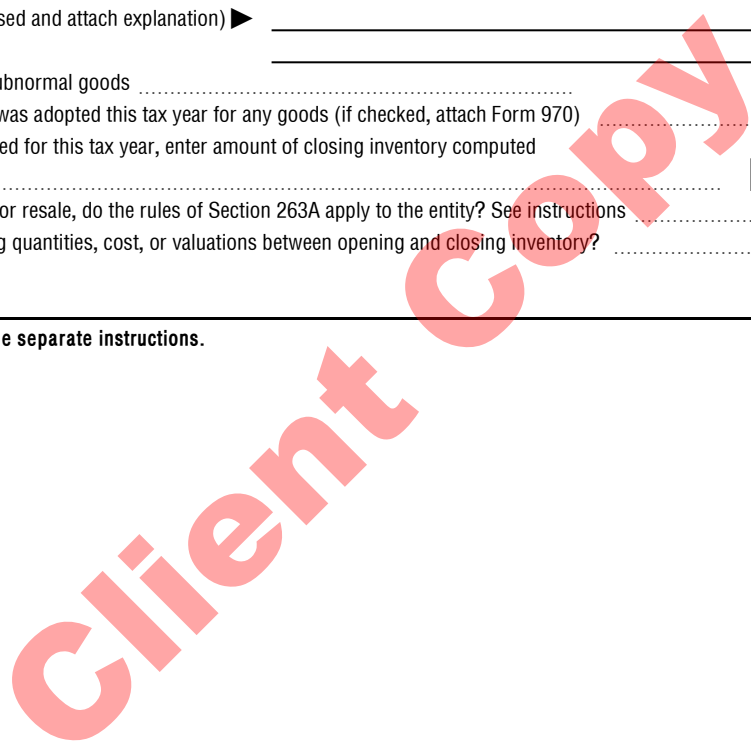 sed and attach explanation) ▶
ubnormal goods
was adopted this tax year for any goods (if checked, attach Form 970)
ed for this tax year, enter amount of closing inventory computed
or resale, do the rules of Section 263A apply to the entity? See instructions
g quantities, cost, or valuations between opening and closing inventory?
e separate instructions.
Client Copy